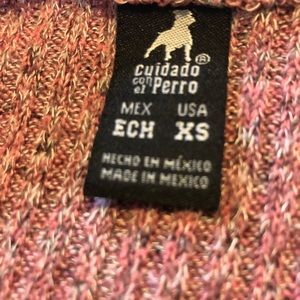 ®
Cuidado
con el Perro
MEX USA
ECH XS
HECHO EN MÉXICO
MADE IN MEXICO